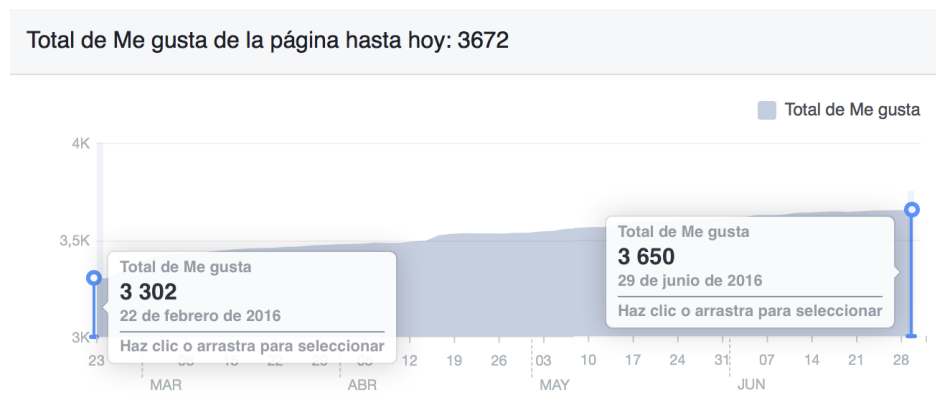 Total de Me gusta de la página hasta hoy: 3672
Total de Me gusta
4K
3,5K
3K
Total de Me gusta
3 302
22 de febrero de 2016
Haz clic o arrastra para seleccionar
Total de Me gusta
3 650
29 de junio de 2016
Haz clic o arrastra para seleccionar
23 12 19 26 03 10 17 24 31 07 14 21 28
MAR ABR MAY JUN